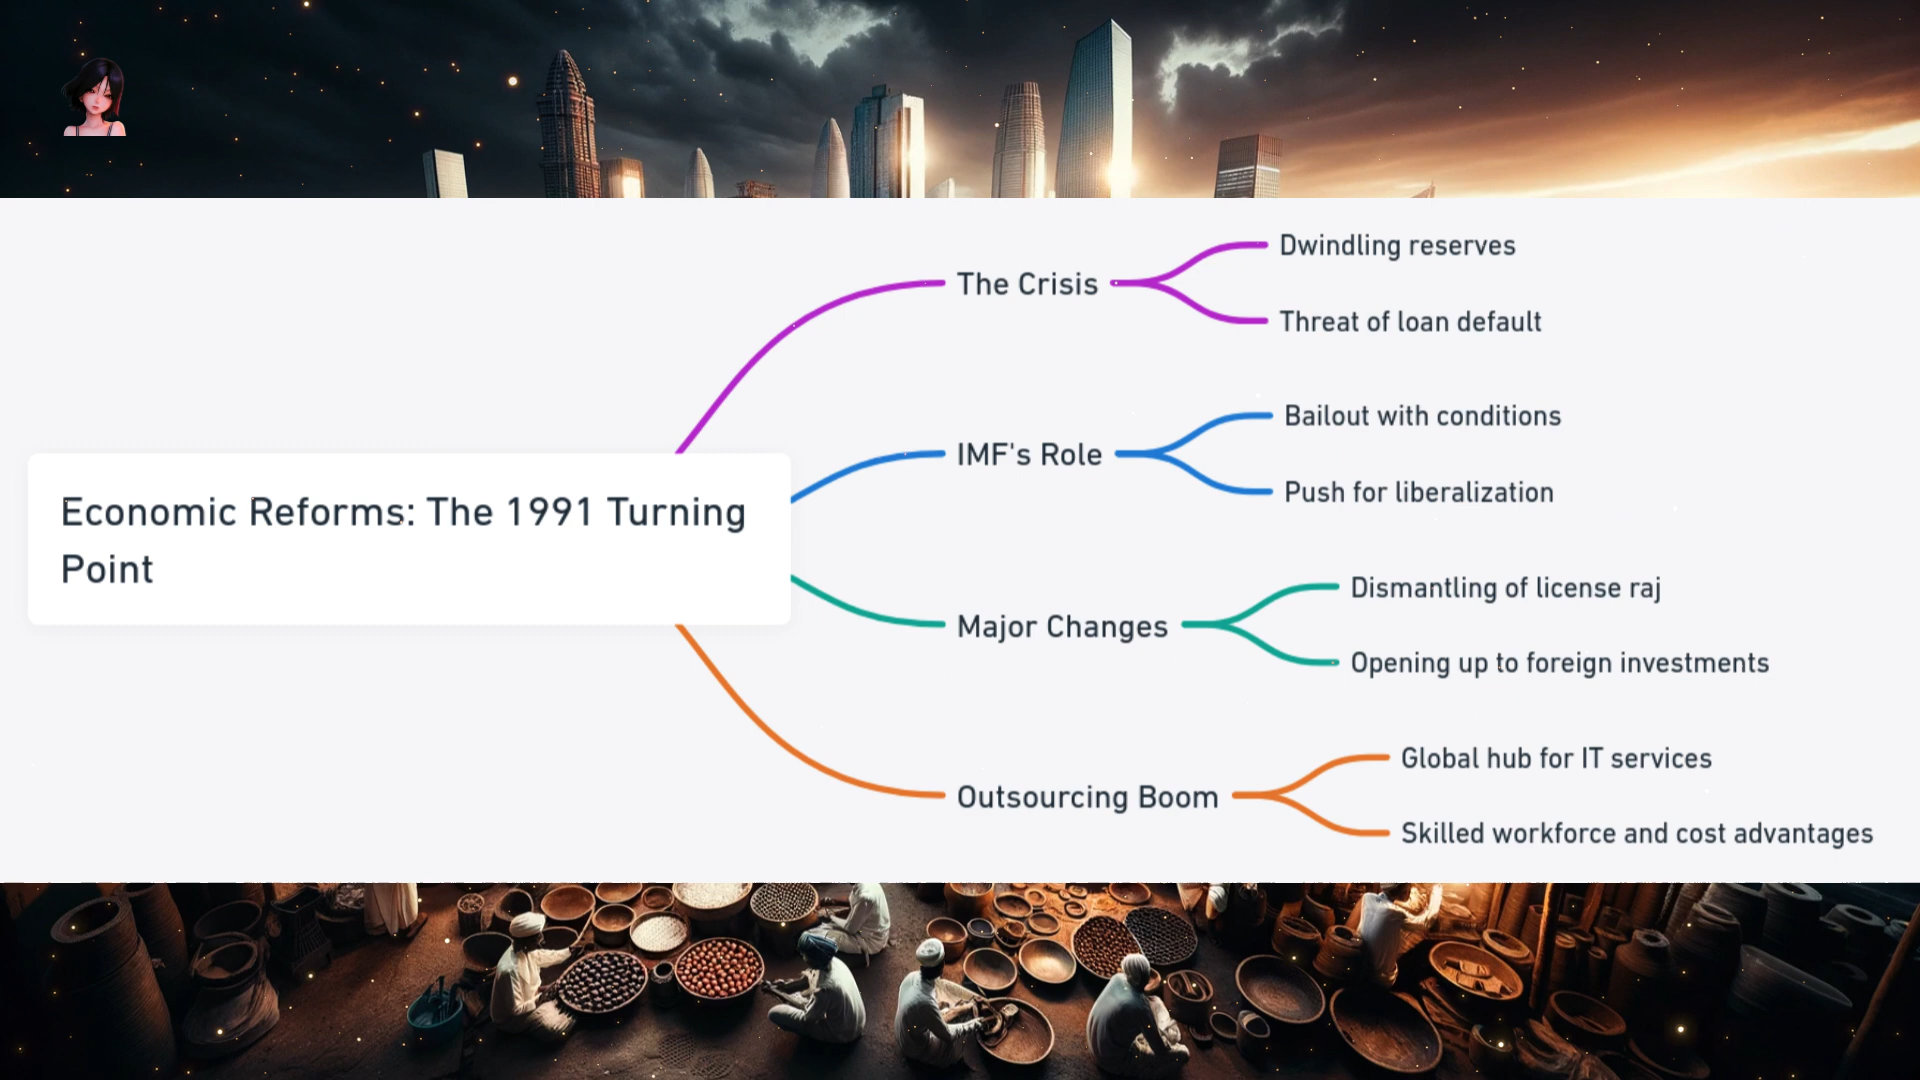 Economic Reforms: The 1991 Turning
Point
The Crisis
Dwindling reserves
Threat of loan default
IMF's Role
Bailout with conditions
Push for liberalization
Major Changes
Dismantling of license raj
Opening up to foreign investments
Outsourcing Boom
Global hub for IT services
Skilled workforce and cost advantages